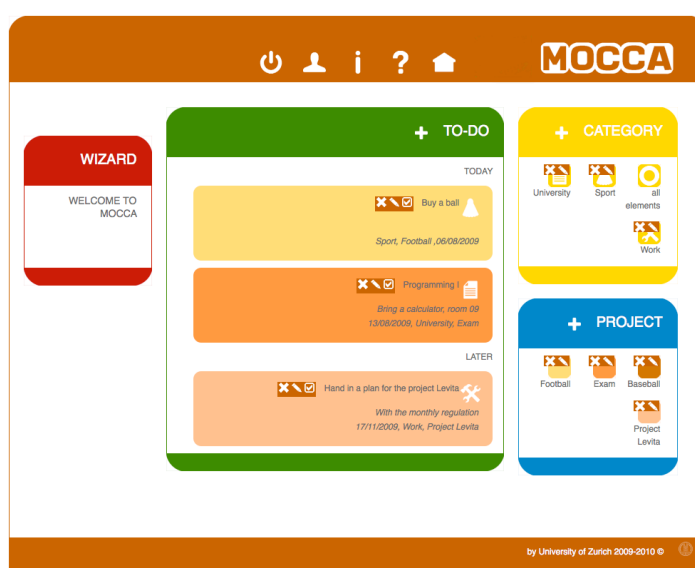 MOCCA
WIZARD
WELCOME TO
MOCCA
TO-DO
TODAY
Buy a ball
Sport, Football ,06/08/2009
Programming I
Bring a calculator, room 09
13/08/2009, University, Exam
LATER
Hand in a plan for the project Levita
With the monthly regulation
17/11/2009, Work, Project Levita
CATEGORY
University Sport all
elements
Work
PROJECT
Football Exam Baseball
Project
Levita
by University of Zurich 2009-2010 ©